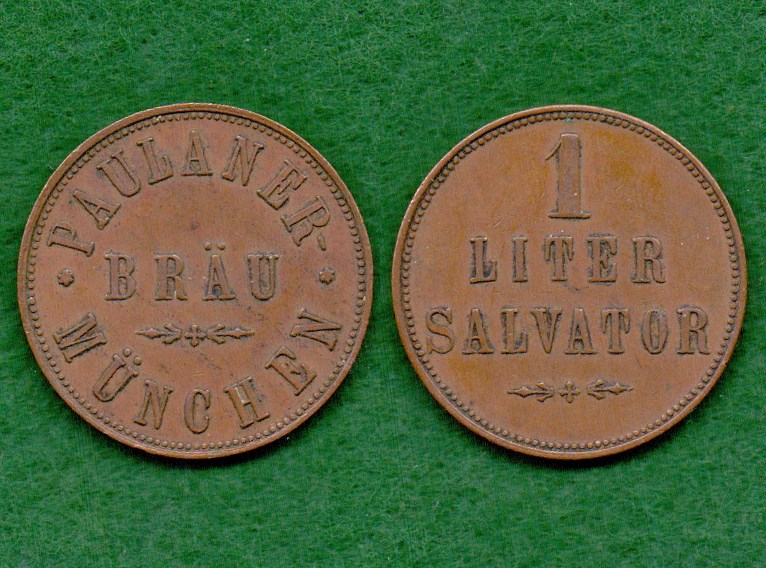 PAULANER-
BRÄU
MÜNCHEN
1
LITER
SALVATOR